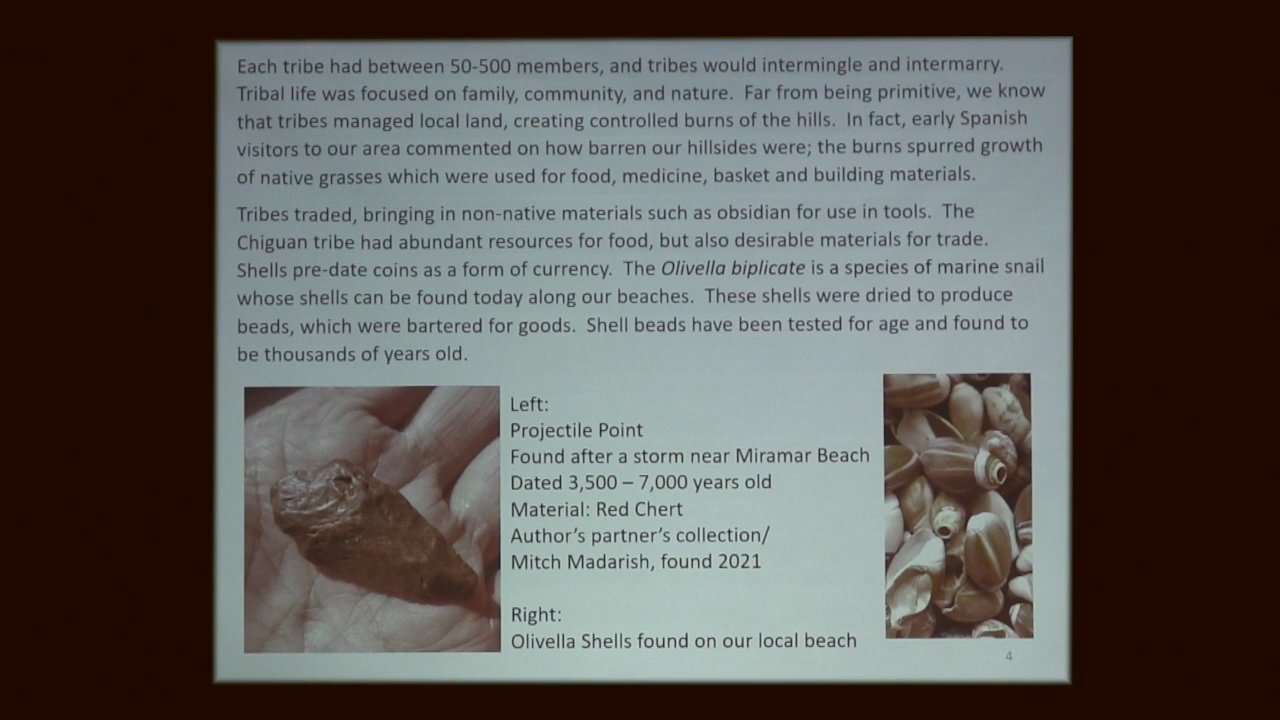 Each tribe had between 50-500 members, and tribes would intermingle and intermarry.
Tribal life was focused on family, community, and nature. Far from being primitive, we know
that tribes managed local land, creating controlled burns of the hills. In fact, early Spanish
visitors to our area commented on how barren our hillsides were; the burns spurred growth
of native grasses which were used for food, medicine, basket and building materials.
Tribes traded, bringing in non-native materials such as obsidian for use in tools. The
Chiguan tribe had abundant resources for food, but also desirable materials for trade.
Shells pre-date coins as a form of currency. The Olivella biplicate is a species of marine snail
whose shells can be found today along our beaches. These shells were dried to produce
beads, which were bartered for goods. Shell beads have been tested for age and found to
be thousands of years old.
Left:
Projectile Point
Found after a storm near Miramar Beach
Dated 3,500 – 7,000 years old
Material: Red Chert
Author's partner's collection/
Mitch Madarish, found 2021
Right:
Olivella Shells found on our local beach
4